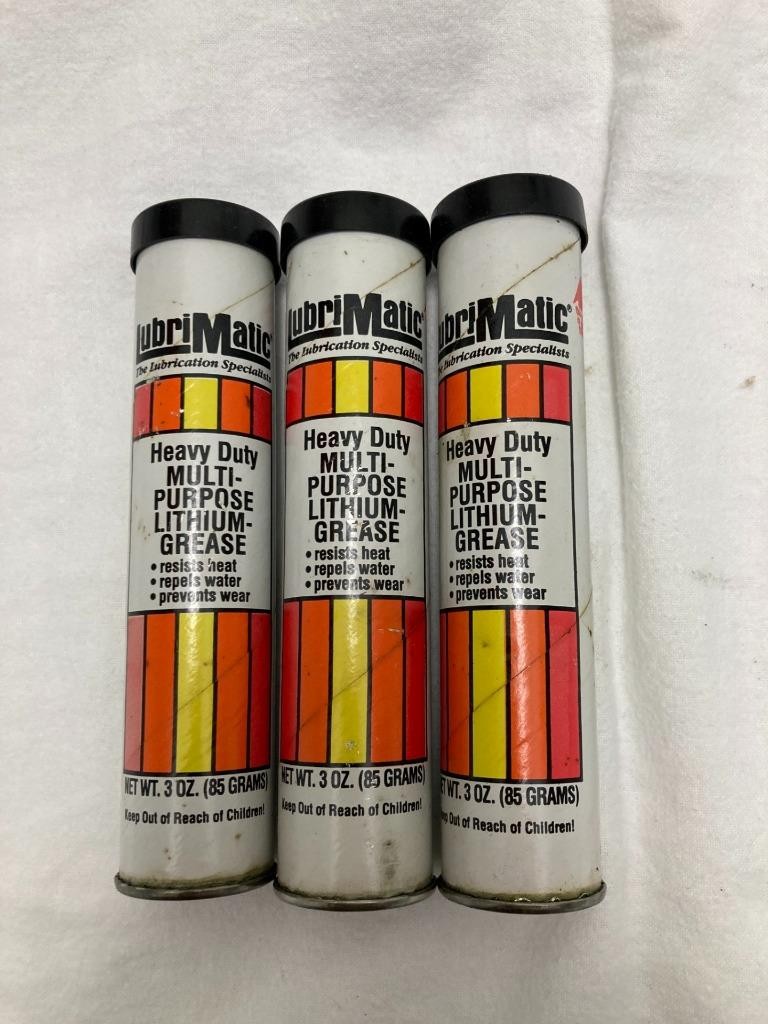 LubriMatic
The Lubrication Specialists
Heavy Duty
MULTI-
PURPOSE
LITHIUM-
GREASE
• resists heat
• repels water
• prevents wear
NET WT. 3 OZ. (85 GRAMS)
Keep Out of Reach of Children!
LubriMatic
The Lubrication Specialists
Heavy Duty
MULTI-
PURPOSE
LITHIUM-
GREASE
• resists heat
• repels water
• prevents wear
NET WT. 3 OZ. (85 GRAMS)
Keep Out of Reach of Children!
LubriMatic®
The Lubrication Specialists
Heavy Duty
MULTI-
PURPOSE
LITHIUM-
GREASE
• resists heat
• repels water
• prevents wear
NET WT. 3 OZ. (85 GRAMS)
Keep Out of Reach of Children!